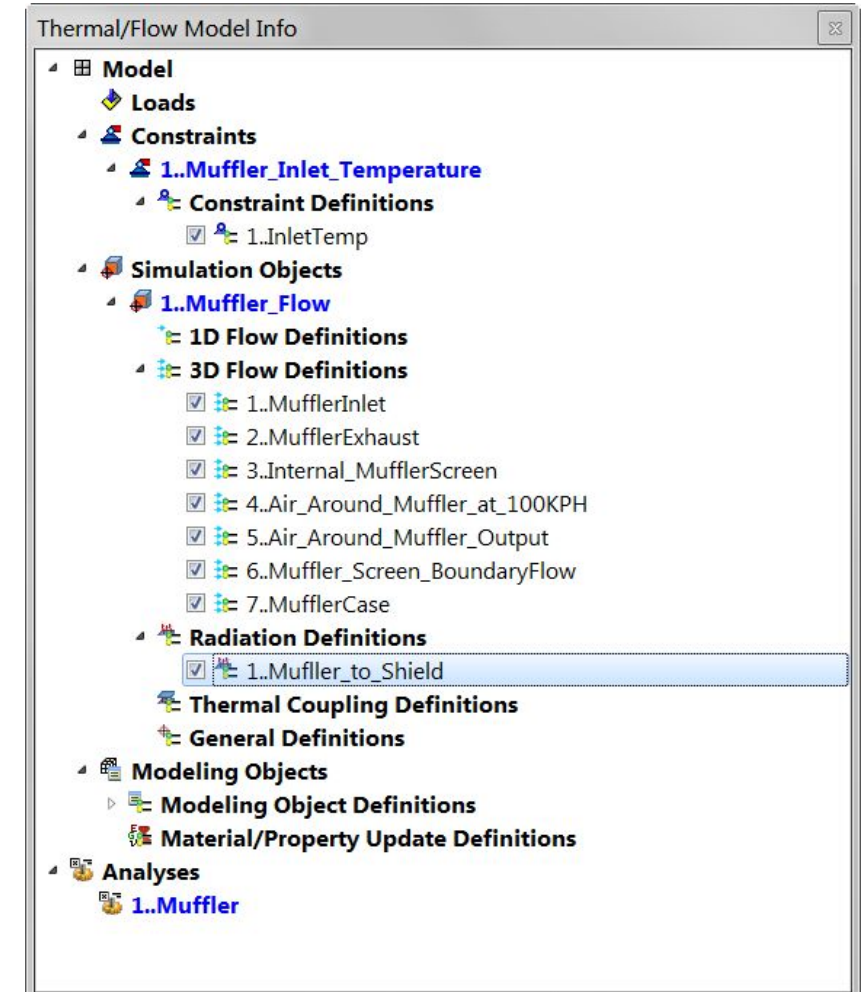 Thermal/Flow Model Info
Model
Loads
Constraints
1..Muffler_Inlet_Temperature
Constraint Definitions
1..InletTemp
Simulation Objects
1..Muffler_Flow
1D Flow Definitions
3D Flow Definitions
1..MufflerInlet
2..MufflerExhaust
3..Internal_MufflerScreen
4..Air_Around_Muffler_at_100KPH
5..Air_Around_Muffler_Output
6..Muffler_Screen_BoundaryFlow
7..MufflerCase
Radiation Definitions
1..Mufller_to_Shield
Thermal Coupling Definitions
General Definitions
Modeling Objects
Modeling Object Definitions
Material/Property Update Definitions
Analyses
1..Muffler